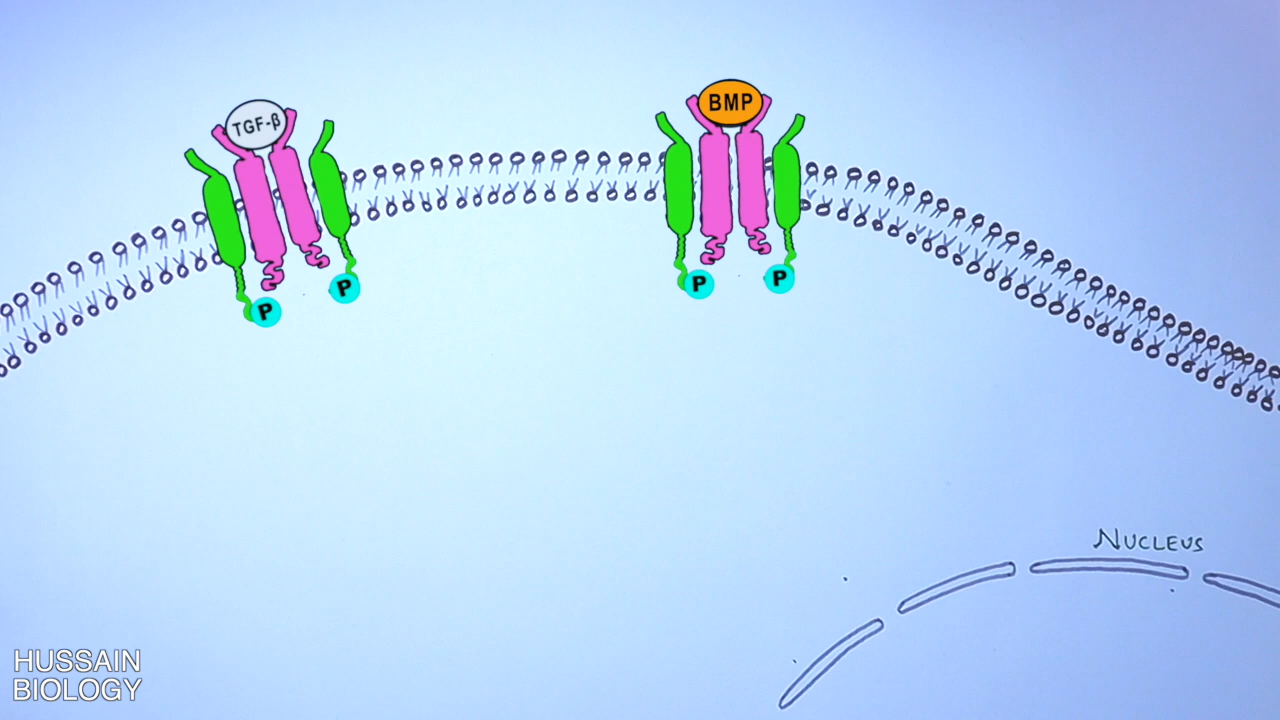 TGF-β
BMP
P
P
P
P
NUCLEUS
HUSSAIN
BIOLOGY